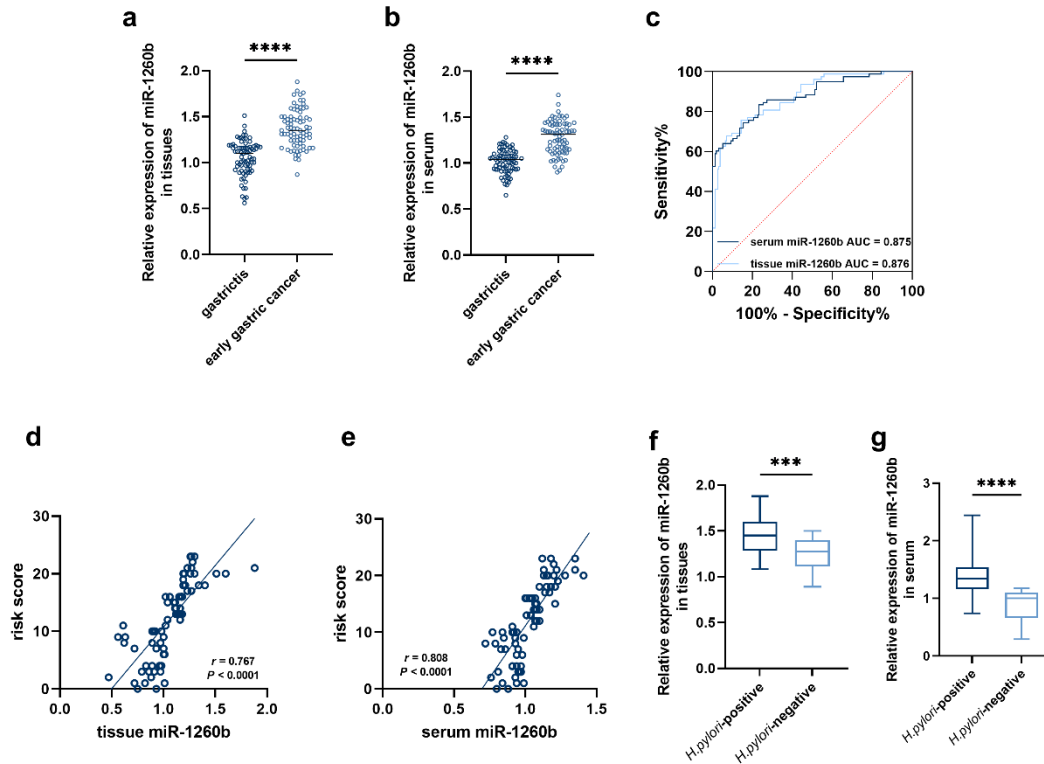 a
****
Relative expression of miR-1260b
in tissues
2.0
1.5
1.0
0.5
0.0
gastrictis
early gastric cancer
b
****
Relative expression of miR-1260b
in serum
2.0
1.5
1.0
0.5
0.0
gastrictis
early gastric cancer
c
Sensitivity%
100
80
60
40
20
0
serum miR-1260b AUC = 0.875
tissue miR-1260b AUC = 0.876
0 20 40 60 80 100
100% - Specificity%
d
risk score
30
20
10
0
r = 0.767
P < 0.0001
0.0 0.5 1.0 1.5 2.0
tissue miR-1260b
e
risk score
30
20
10
0
r = 0.808
P < 0.0001
0.0 0.5 1.0 1.5
serum miR-1260b
f
***
Relative expression of miR-1260b
in tissues
2.0
1.5
1.0
0.5
0.0
H.pylori-positive
H.pylori-negative
g
****
Relative expression of miR-1260b
in serum
3
2
1
0
H.pylori-positive
H.pylori-negative